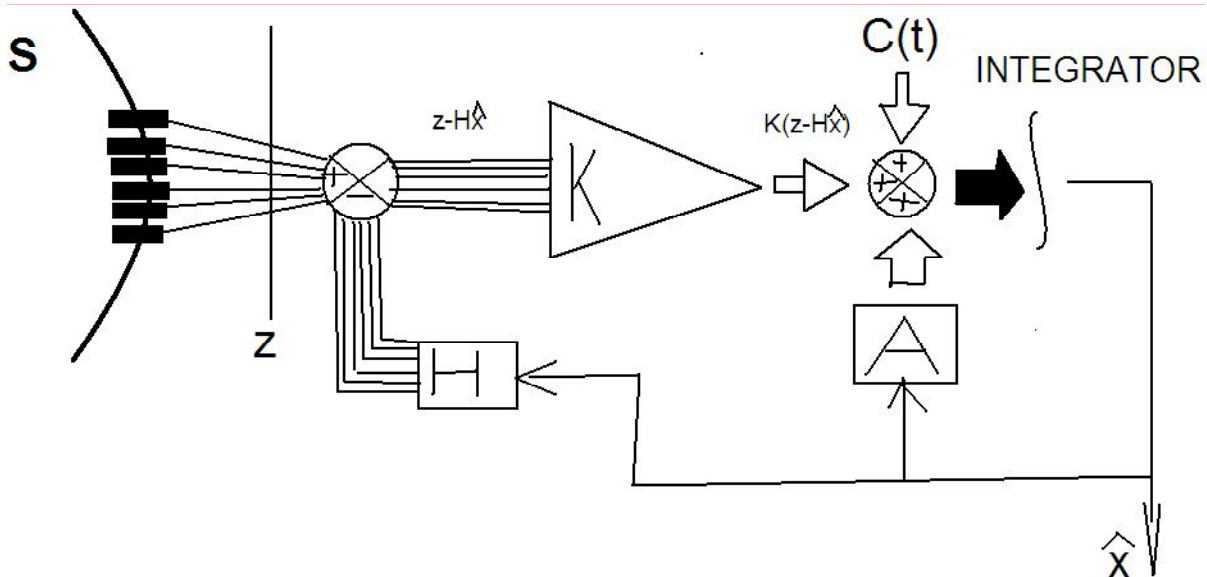 S
C(t)
INTEGRATOR
z-Hx̂
K(z-Hx̂)
+
-
K
+
+
+
z
H
A
x̂